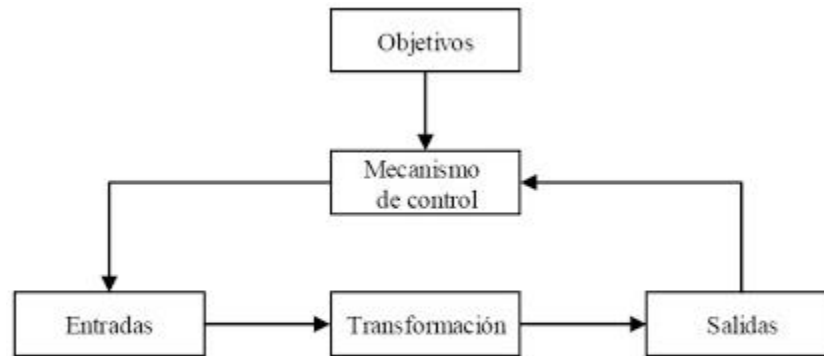 Objetivos
Mecanismo
de control
Entradas
Transformación
Salidas